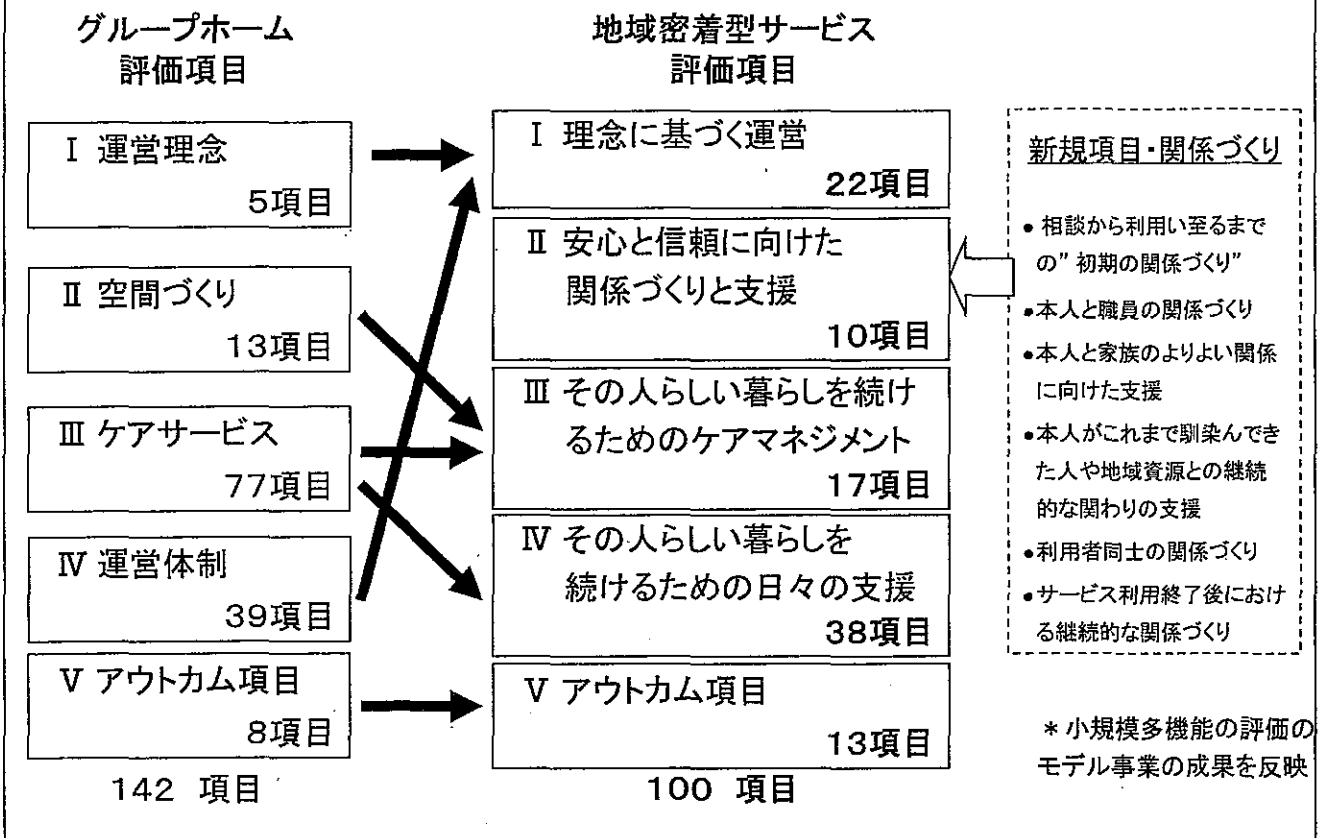 グループホーム
評価項目
Ⅰ 運営理念
5項目
Ⅱ 空間づくり
13項目
Ⅲ ケアサービス
77項目
Ⅳ 運営体制
39項目
Ⅴ アウトカム項目
8項目
142 項目
地域密着型サービス
評価項目
Ⅰ 理念に基づく運営
22項目
Ⅱ 安心と信頼に向けた
関係づくりと支援
10項目
Ⅲ その人らしい暮らしを続け
るためのケアマネジメント
17項目
Ⅳ その人らしい暮らしを
続けるための日々の支援
38項目
Ⅴ アウトカム項目
13項目
100 項目
新規項目・関係づくり
• 相談から利用い至るまで
の”初期の関係づくり”
•本人と職員の関係づくり
•本人と家族のよりよい関係
に向けた支援
•本人がこれまで馴染んでき
た人や地域資源との継続
的な関わりの支援
•利用者同士の関係づくり
•サービス利用終了後におけ
る継続的な関係づくり
*小規模多機能の評価の
モデル事業の成果を反映